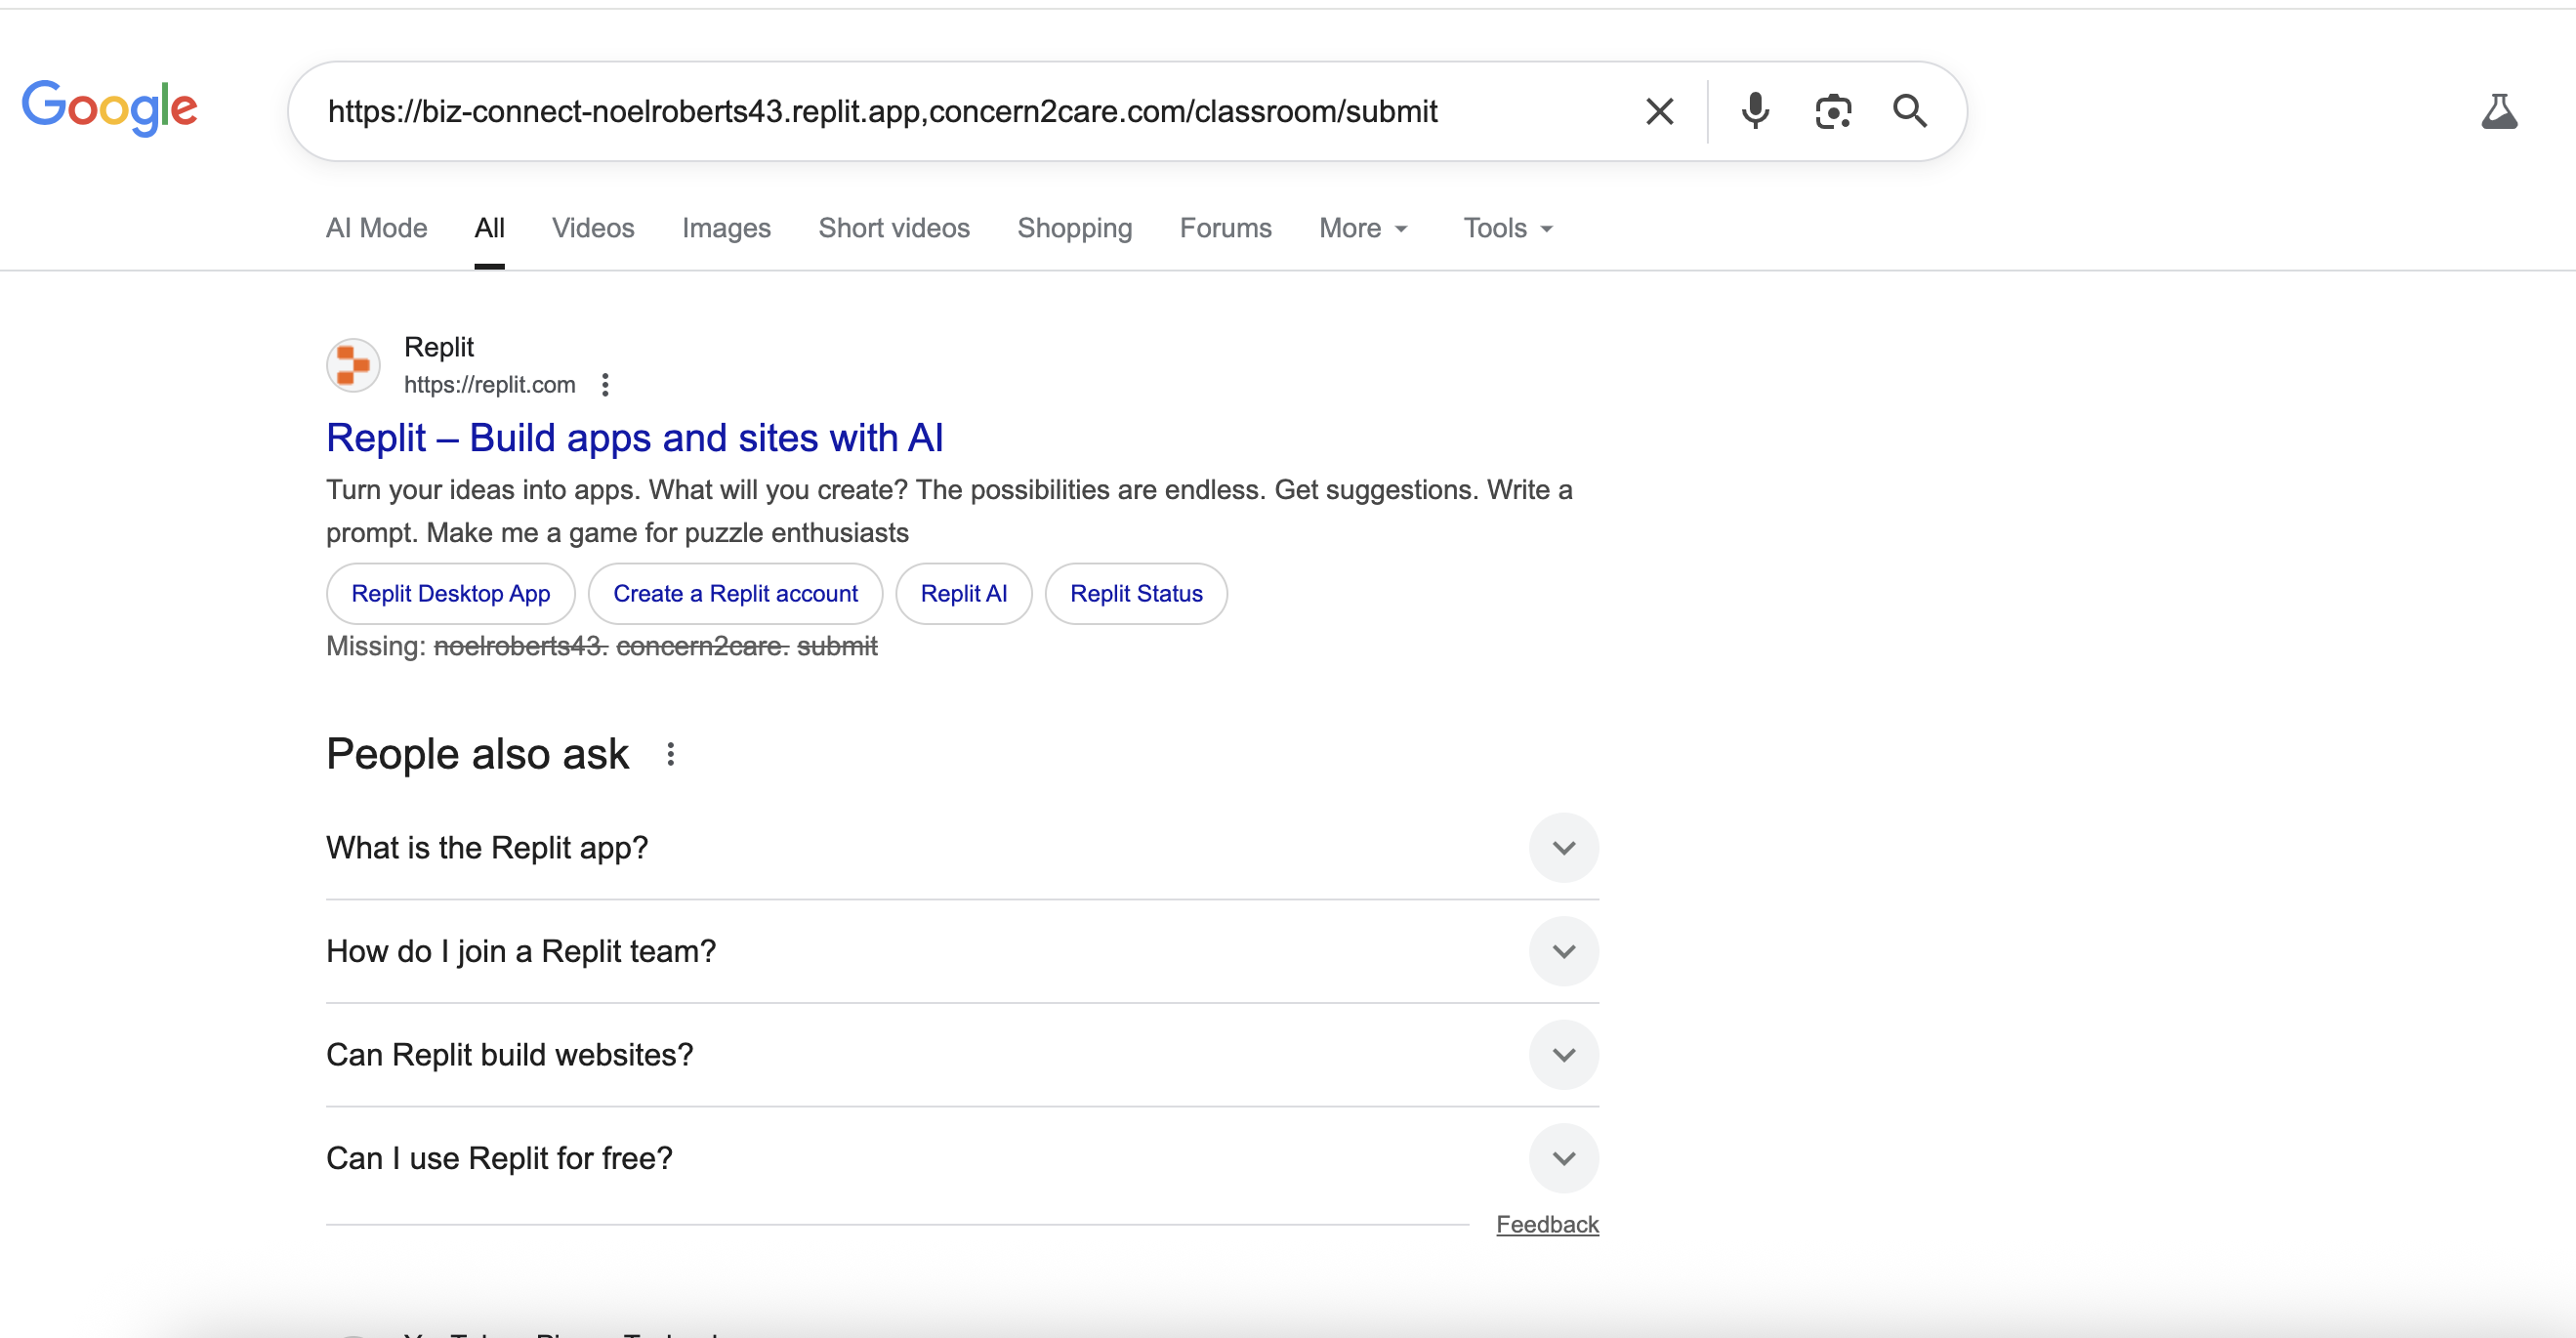 Google
https://biz-connect-noelroberts43.replit.app,concern2care.com/classroom/submit
AI Mode All Videos Images Short videos Shopping Forums More Tools
Replit
https://replit.com
Replit – Build apps and sites with AI
Turn your ideas into apps. What will you create? The possibilities are endless. Get suggestions. Write a
prompt. Make me a game for puzzle enthusiasts
Replit Desktop App Create a Replit account Replit AI Replit Status
Missing: noelroberts43. concern2care. submit
People also ask
What is the Replit app?
How do I join a Replit team?
Can Replit build websites?
Can I use Replit for free?
Feedback